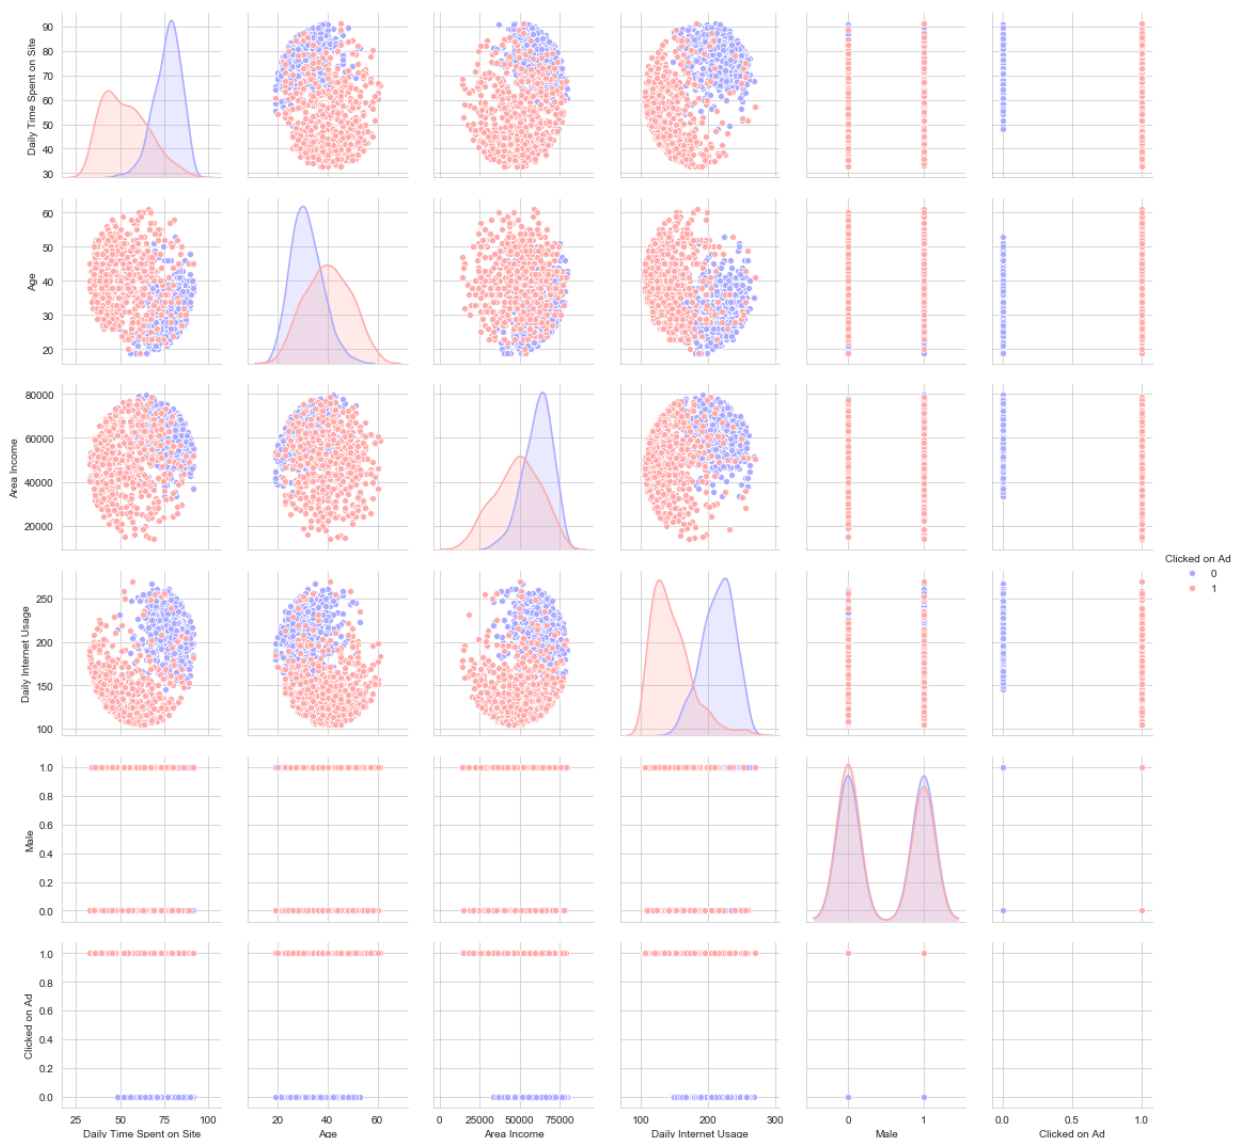 90
80
70
60
50
40
30
Daily Time Spent on Site
60
50
40
30
20
Age
80000
60000
40000
20000
Area Income
Clicked on Ad
0
1
250
200
150
100
Daily Internet Usage
1.0
0.8
0.6
0.4
0.2
0.0
Male
1.0
0.8
0.6
0.4
0.2
0.0
Clicked on Ad
25 50 75 100
20 40 60
0 25000 50000 75000
100 200 300
0 1
0.0 0.5 1.0
Daily Time Spent on Site
Age
Area Income
Daily Internet Usage
Male
Clicked on Ad